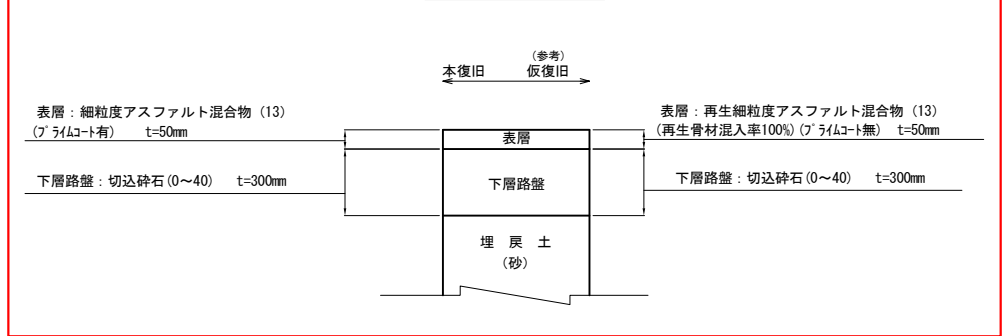 (参考)
本復旧 仮復旧
表層：細粒度アスファルト混合物（13）
(ﾌﾟﾗｲﾑｺｰﾄ有) t=50mm
表層：再生細粒度アスファルト混合物（13）
(再生骨材混入率100%)(ﾌﾟﾗｲﾑｺｰﾄ無) t=50mm
表層
下層路盤：切込砕石(0～40) t=300mm
下層路盤
下層路盤：切込砕石(0～40) t=300mm
埋 戻 土
(砂)